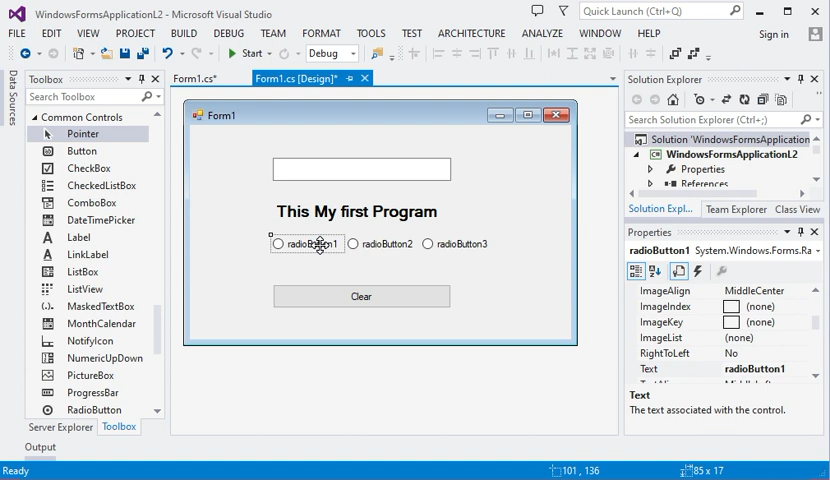 WindowsFormsApplicationL2 - Microsoft Visual Studio
Quick Launch (Ctrl+Q)
FILE EDIT VIEW PROJECT BUILD DEBUG TEAM FORMAT TOOLS TEST ARCHITECTURE ANALYZE WINDOW HELP Sign in
Start Debug
Data Sources
Toolbox
Search Toolbox
Common Controls
Pointer
Button
CheckBox
CheckedListBox
ComboBox
DateTimePicker
Label
LinkLabel
ListBox
ListView
MaskedTextBox
MonthCalendar
NotifyIcon
NumericUpDown
PictureBox
ProgressBar
RadioButton
Server Explorer Toolbox
Form1.cs* Form1.cs [Design]*
Form1
This My first Program
radioButton1 radioButton2 radioButton3
Clear
Solution Explorer
Search Solution Explorer (Ctrl+;)
Solution 'WindowsFormsApplication
WindowsFormsApplicationL2
Properties
References
Solution Expl... Team Explorer Class View
Properties
radioButton1 System.Windows.Forms.Ra
ImageAlign MiddleCenter
ImageIndex (none)
ImageKey (none)
ImageList (none)
RightToLeft No
Text radioButton1
Text
The text associated with the control.
Output
Ready 101 , 136 85 x 17